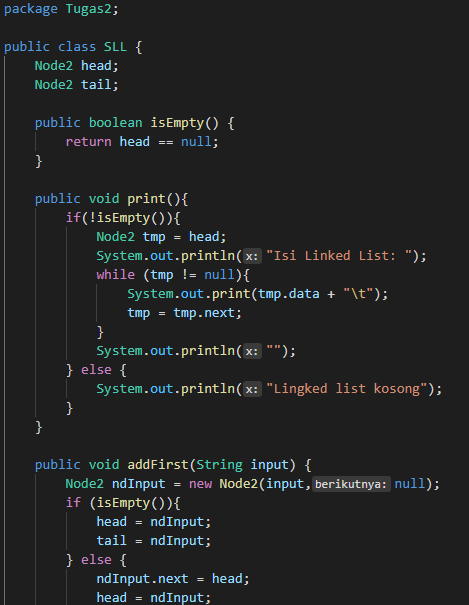 package Tugas2;
public class SLL {
Node2 head;
Node2 tail;
public boolean isEmpty() {
return head == null;
}
public void print(){
if(!isEmpty()){
Node2 tmp = head;
System.out.println(x: "Isi Linked List: ");
while (tmp != null){
System.out.print(tmp.data + "\t");
tmp = tmp.next;
}
System.out.println(x: "");
} else {
System.out.println(x: "Lingked list kosong");
}
}
public void addFirst(String input) {
Node2 ndInput = new Node2(input,berikutnya: null);
if (isEmpty()){
head = ndInput;
tail = ndInput;
} else {
ndInput.next = head;
head = ndInput;